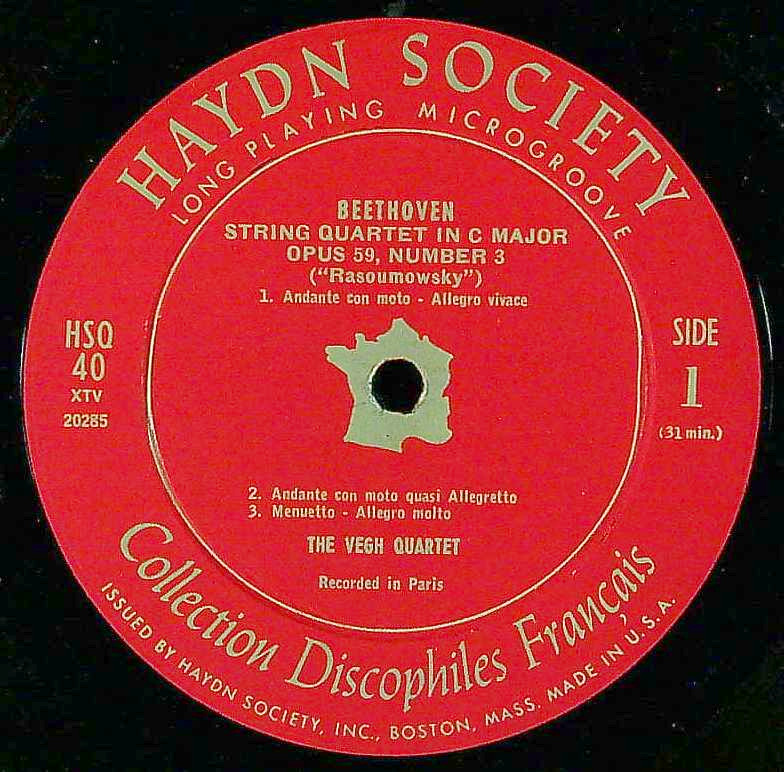 HAYDN SOCIETY
LONG PLAYING MICROGROOVE
BEETHOVEN
STRING QUARTET IN C MAJOR
OPUS 59, NUMBER 3
("Rasoumowsky")
1. Andante con moto - Allegro vivace
HSQ
40
XTV
20285
SIDE
1
(31 min.)
2. Andante con moto quasi Allegretto
3. Menuetto - Allegro molto
THE VEGH QUARTET
Recorded in Paris
Collection Discophiles Français
ISSUED BY HAYDN SOCIETY, INC., BOSTON, MASS. MADE IN U.S.A.